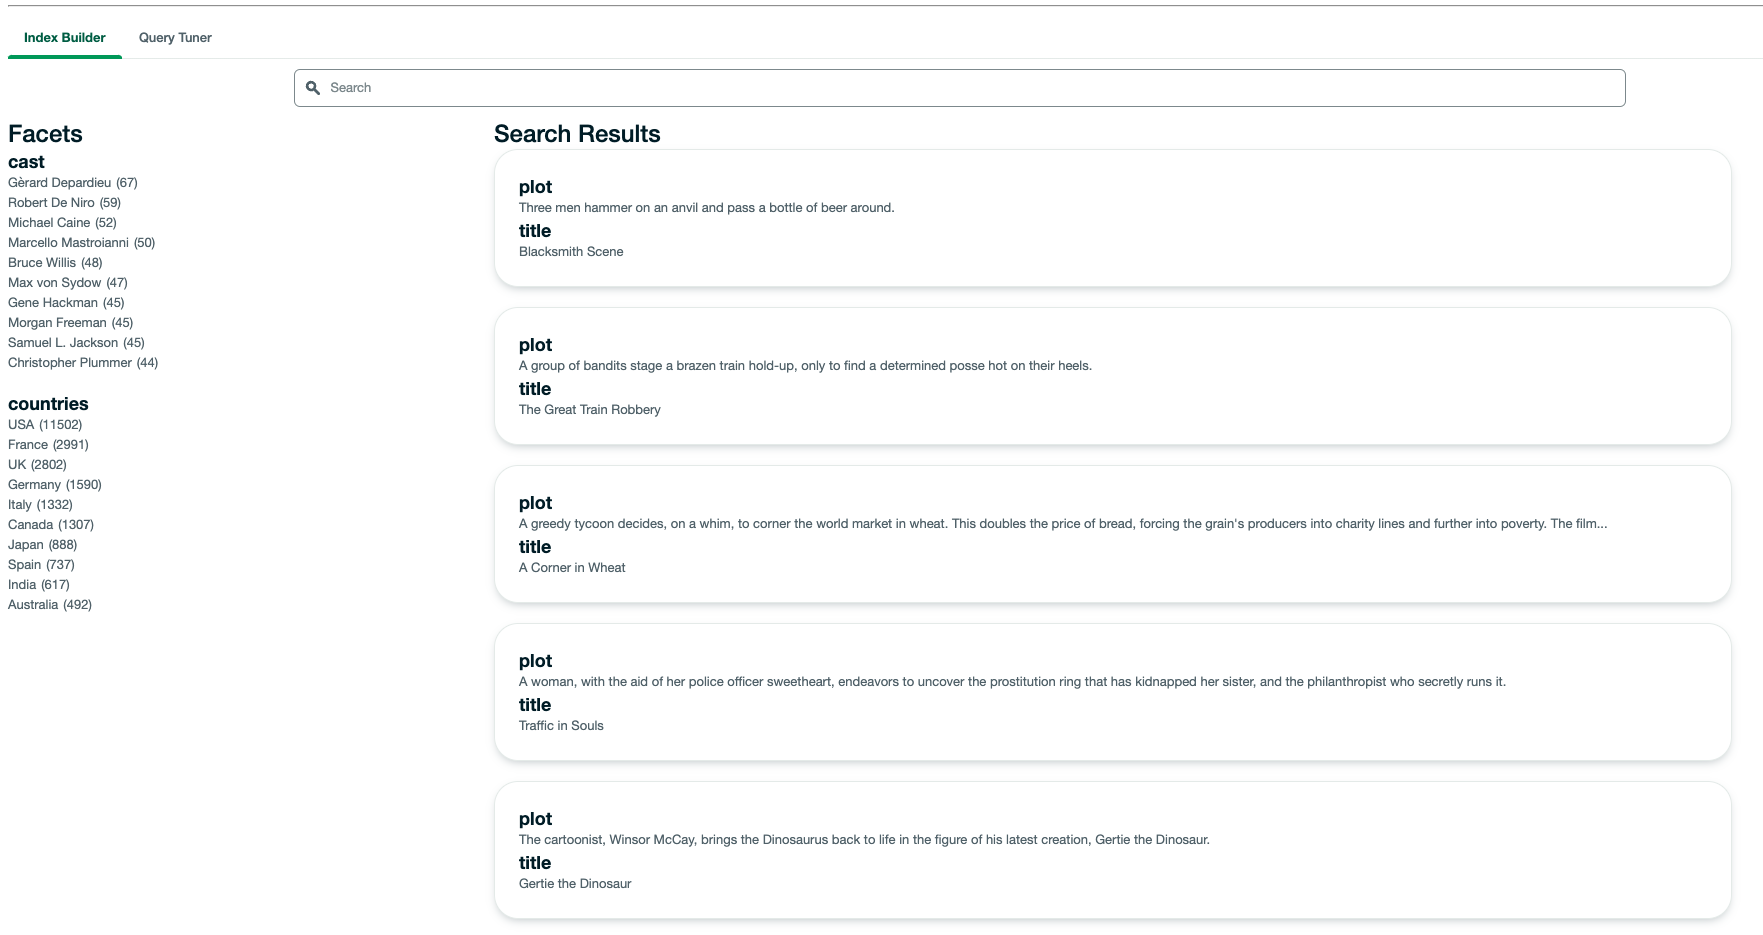 Index Builder
Query Tuner
Search
Facets
cast
Gèrard Depardieu (67)
Robert De Niro (59)
Michael Caine (52)
Marcello Mastroianni (50)
Bruce Willis (48)
Max von Sydow (47)
Gene Hackman (45)
Morgan Freeman (45)
Samuel L. Jackson (45)
Christopher Plummer (44)
countries
USA (11502)
France (2991)
UK (2802)
Germany (1590)
Italy (1332)
Canada (1307)
Japan (888)
Spain (737)
India (617)
Australia (492)
Search Results
plot
Three men hammer on an anvil and pass a bottle of beer around.
title
Blacksmith Scene
plot
A group of bandits stage a brazen train hold-up, only to find a determined posse hot on their heels.
title
The Great Train Robbery
plot
A greedy tycoon decides, on a whim, to corner the world market in wheat. This doubles the price of bread, forcing the grain's producers into charity lines and further into poverty. The film...
title
A Corner in Wheat
plot
A woman, with the aid of her police officer sweetheart, endeavors to uncover the prostitution ring that has kidnapped her sister, and the philanthropist who secretly runs it.
title
Traffic in Souls
plot
The cartoonist, Winsor McCay, brings the Dinosaurus back to life in the figure of his latest creation, Gertie the Dinosaur.
title
Gertie the Dinosaur